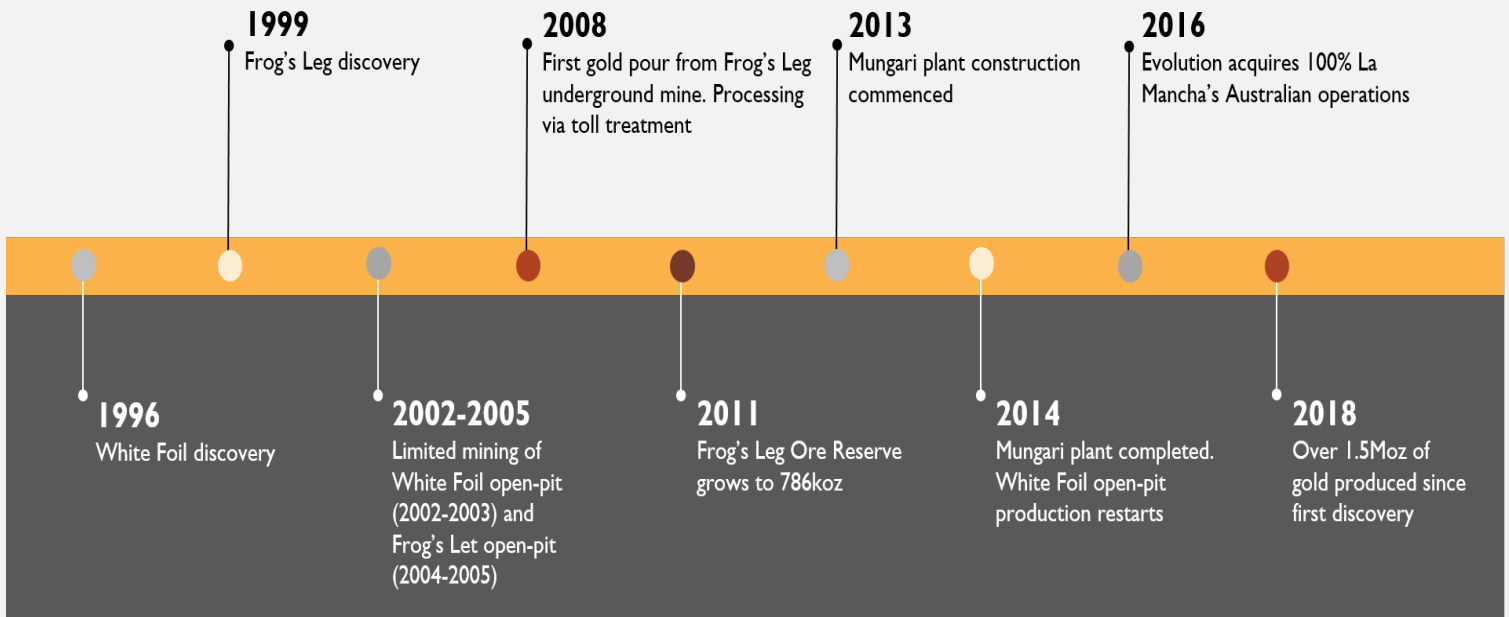 1999
Frog's Leg discovery
2008
First gold pour from Frog's Leg
underground mine. Processing
via toll treatment
2013
Mungari plant construction
commenced
2016
Evolution acquires 100% La
Mancha's Australian operations
1996
White Foil discovery
2002-2005
Limited mining of
White Foil open-pit
(2002-2003) and
Frog's Let open-pit
(2004-2005)
2011
Frog's Leg Ore Reserve
grows to 786koz
2014
Mungari plant completed.
White Foil open-pit
production restarts
2018
Over 1.5Moz of
gold produced since
first discovery